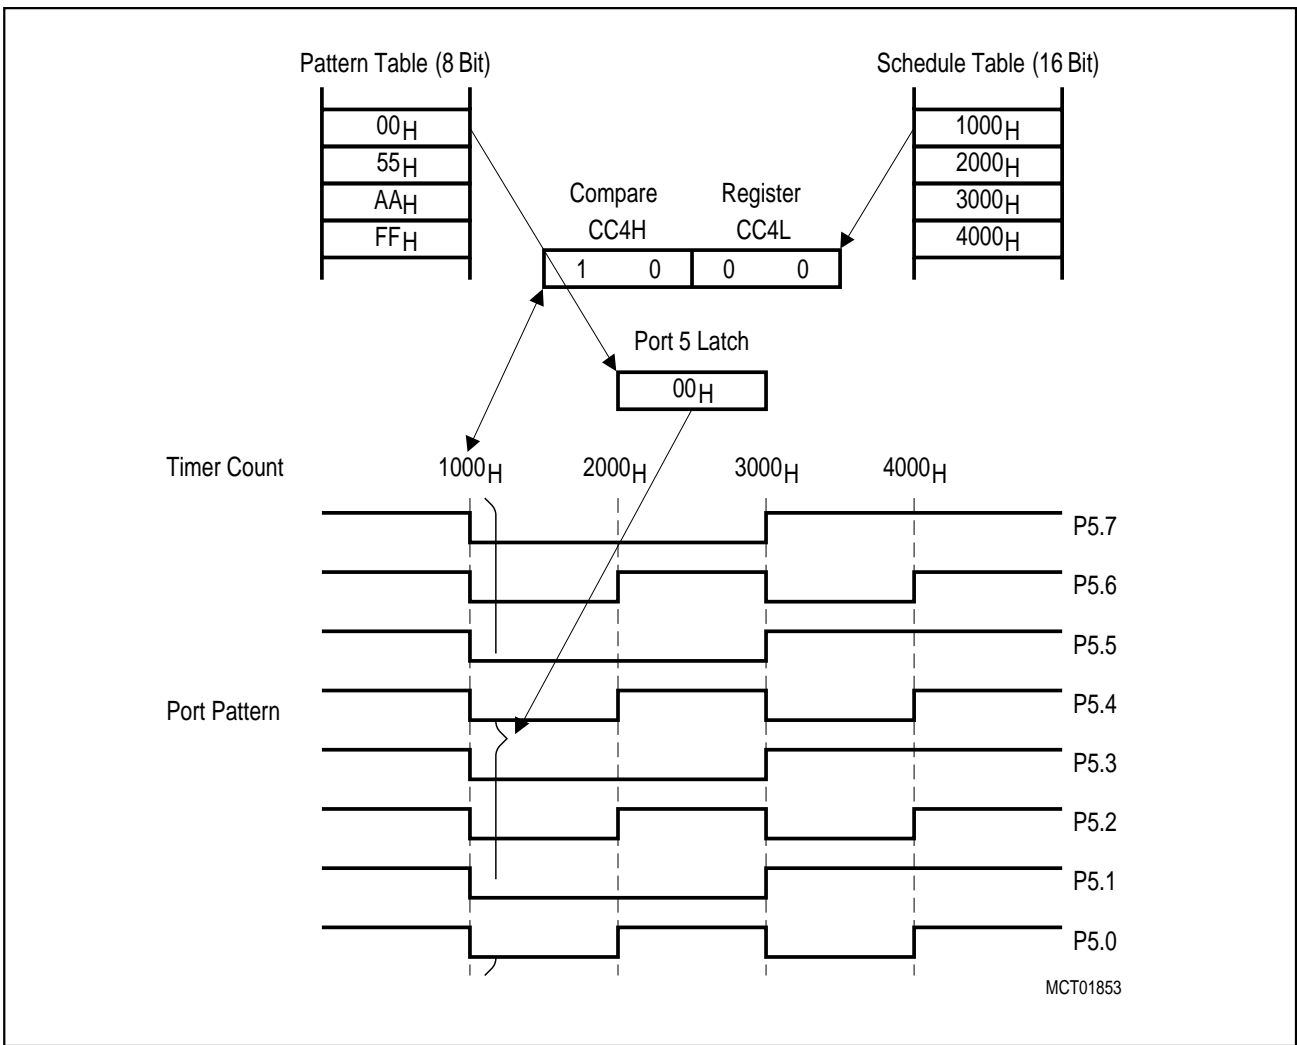 Pattern Table (8 Bit)
Schedule Table (16 Bit)
00H
55H
AAH
FFH
1000H
2000H
3000H
4000H
Compare Register
CC4H CC4L
1 0 0 0
Port 5 Latch
00H
Timer Count 1000H 2000H 3000H 4000H
P5.7
P5.6
P5.5
Port Pattern
P5.4
P5.3
P5.2
P5.1
P5.0
MCT01853